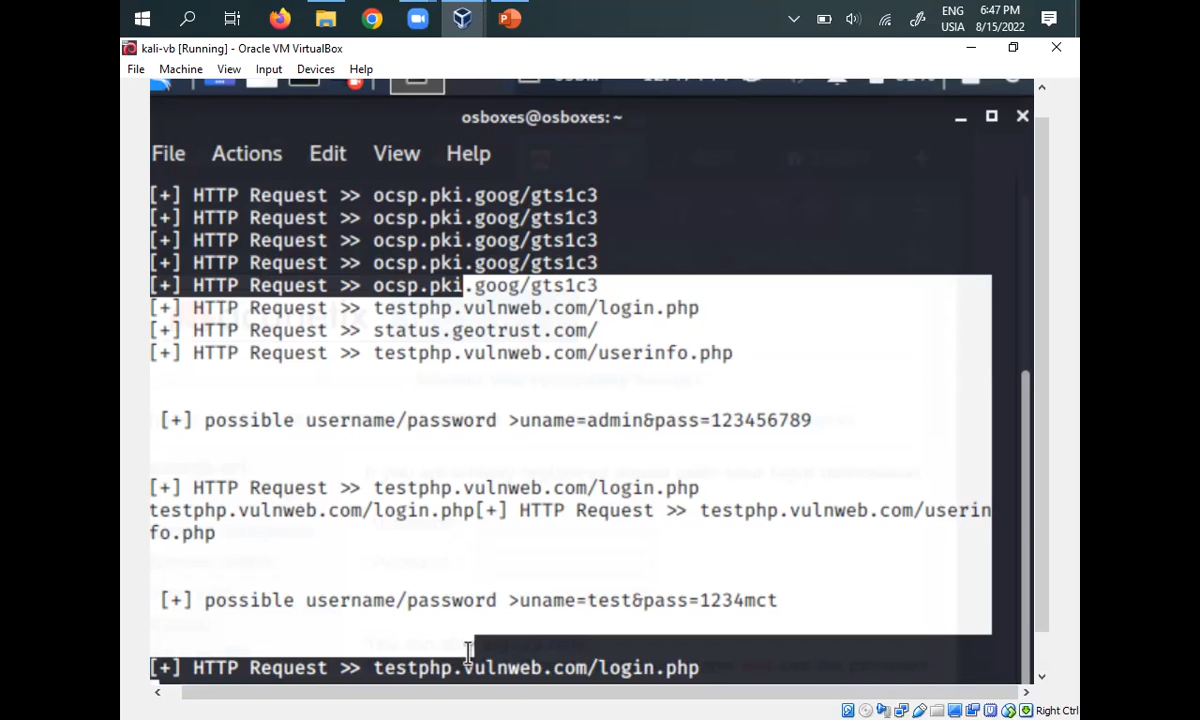 ENG
6:47 PM
USIA
8/15/2022
kali-vb [Running] - Oracle VM VirtualBox
File Machine View Input Devices Help
osboxes@osboxes:~
File Actions Edit View Help
[+] HTTP Request >> ocsp.pki.goog/gts1c3
[+] HTTP Request >> ocsp.pki.goog/gts1c3
[+] HTTP Request >> ocsp.pki.goog/gts1c3
[+] HTTP Request >> ocsp.pki.goog/gts1c3
[+] HTTP Request >> ocsp.pki.goog/gts1c3
[+] HTTP Request >> testphp.vulnweb.com/login.php
[+] HTTP Request >> status.geotrust.com/
[+] HTTP Request >> testphp.vulnweb.com/userinfo.php
[+] possible username/password >uname=admin&pass=123456789
[+] HTTP Request >> testphp.vulnweb.com/login.php
testphp.vulnweb.com/login.php[+] HTTP Request >> testphp.vulnweb.com/userin
fo.php
[+] possible username/password >uname=test&pass=1234mct
[+] HTTP Request >> testphp.vulnweb.com/login.php
Right Ctrl